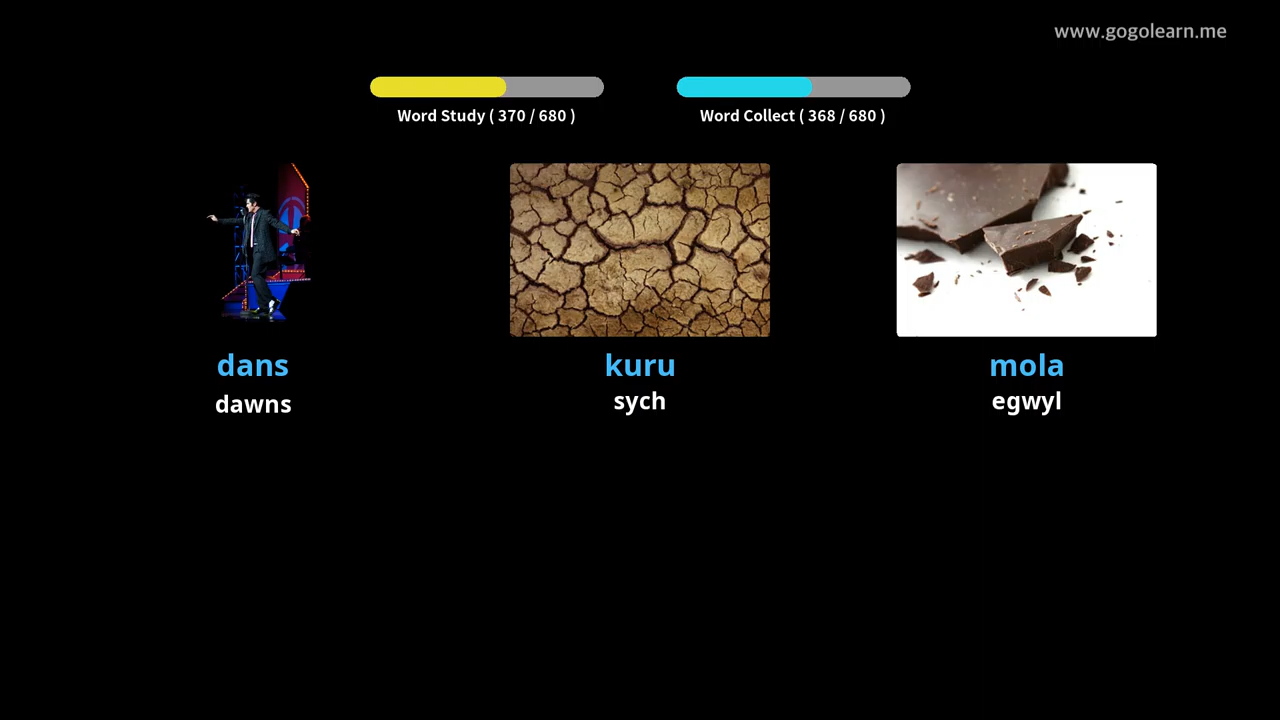 www.gogolearn.me
Word Study ( 370 / 680 )
Word Collect ( 368 / 680 )
dans
dawns
kuru
sych
mola
egwyl